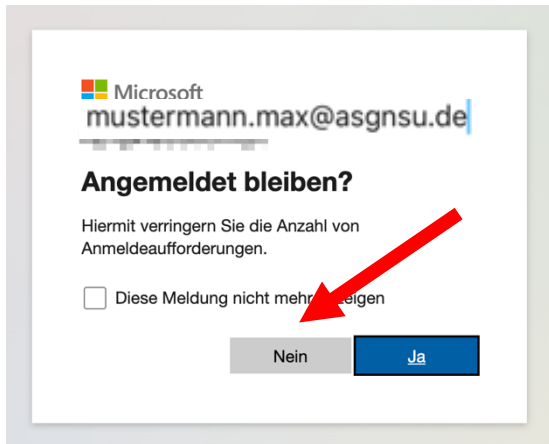 Microsoft
mustermann.max@asgnsu.de
Angemeldet bleiben?
Hiermit verringern Sie die Anzahl von
Anmeldeaufforderungen.
Diese Meldung nicht mehr zeigen
Nein
Ja